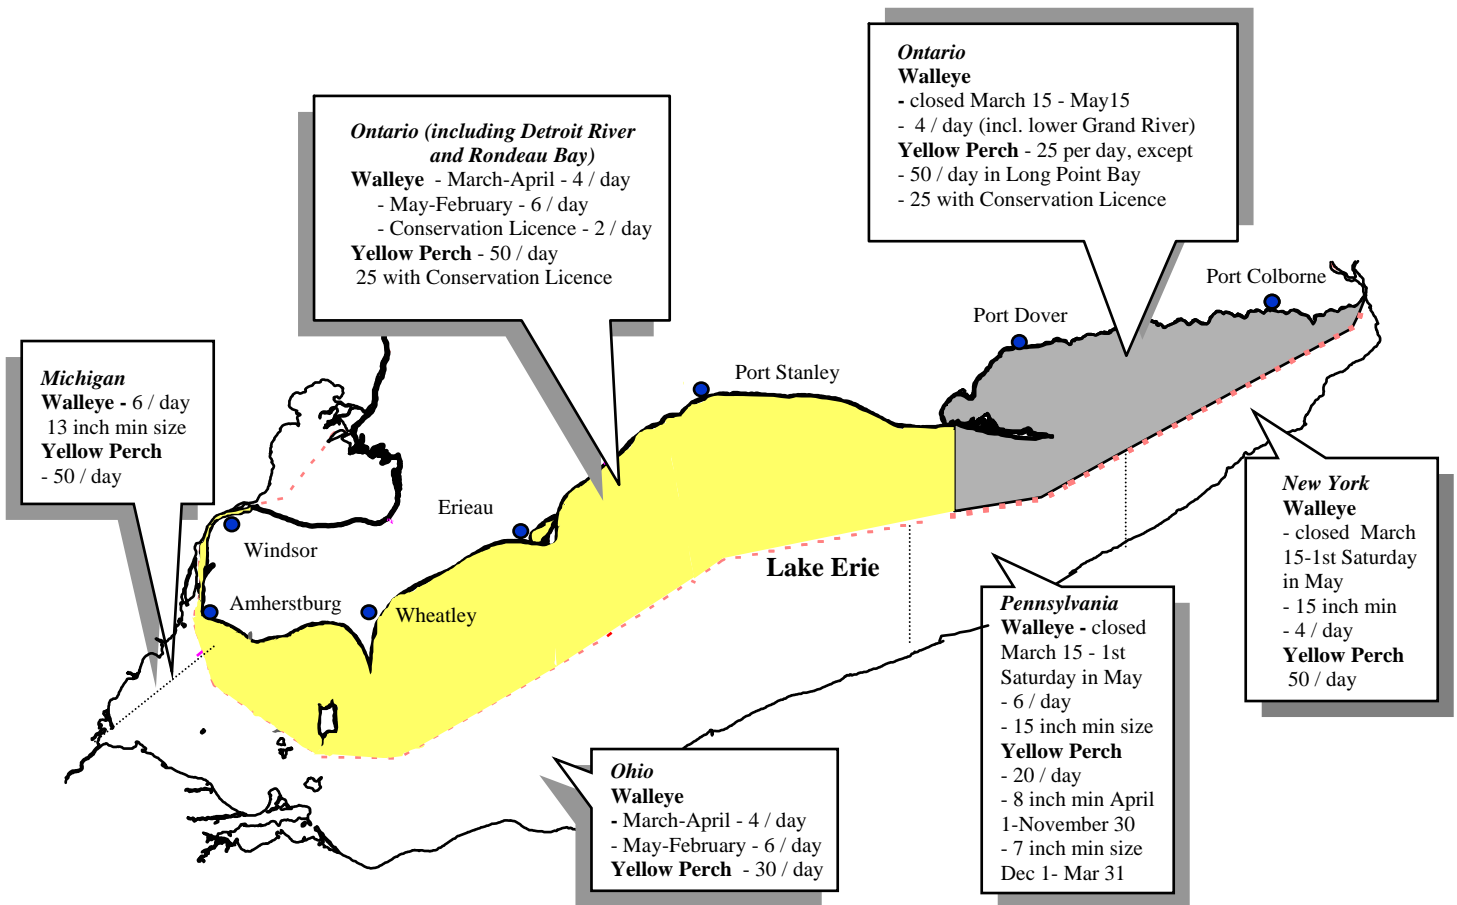 Ontario
Walleye
- closed March 15 - May15
- 4 / day (incl. lower Grand River)
Yellow Perch - 25 per day, except
- 50 / day in Long Point Bay
- 25 with Conservation Licence
Ontario (including Detroit River
and Rondeau Bay)
Walleye - March-April - 4 / day
- May-February - 6 / day
- Conservation Licence - 2 / day
Yellow Perch - 50 / day
25 with Conservation Licence
Michigan
Walleye - 6 / day
13 inch min size
Yellow Perch
- 50 / day
Port Colborne
Port Dover
Port Stanley
Erieau
Windsor
Amherstburg
Wheatley
Lake Erie
New York
Walleye
- closed March
15-1st Saturday
in May
- 15 inch min
- 4 / day
Yellow Perch
50 / day
Pennsylvania
Walleye - closed
March 15 - 1st
Saturday in May
- 6 / day
- 15 inch min size
Yellow Perch
- 20 / day
- 8 inch min April
1-November 30
- 7 inch min size
Dec 1- Mar 31
Ohio
Walleye
- March-April - 4 / day
- May-February - 6 / day
Yellow Perch - 30 / day